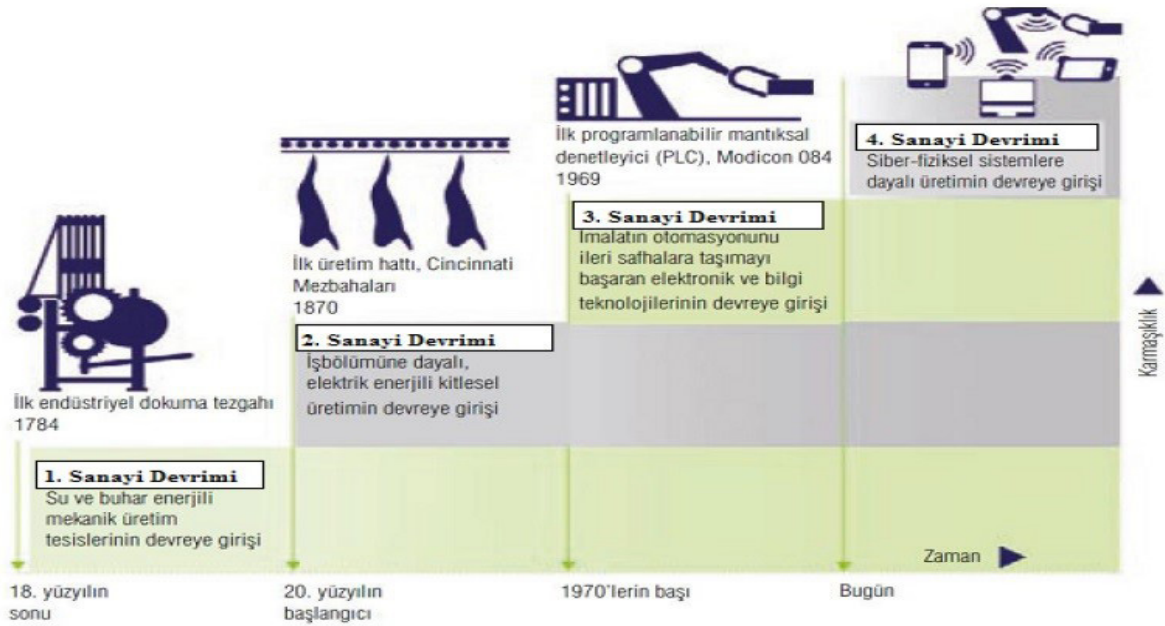 İlk endüstriyel dokuma tezgahı
1784
1. Sanayi Devrimi
Su ve buhar enerjili
mekanik üretim
tesislerinin devreye girişi
18. yüzyılın
sonu
İlk üretim hattı, Cincinnati
Mezbahaları
1870
2. Sanayi Devrimi
İşbölümüne dayalı,
elektrik enerjili kitlesel
üretimin devreye girişi
20. yüzyılın
başlangıcı
İlk programlanabilir mantıksal
denetleyici (PLC), Modicon 084
1969
3. Sanayi Devrimi
İmalatın otomasyonunu
ileri safhalara taşımayı
başaran elektronik ve bilgi
teknolojilerinin devreye girişi
1970'lerin başı
4. Sanayi Devrimi
Siber-fiziksel sistemlere
dayalı üretimin devreye girişi
Bugün
Zaman
Karmaşıklık